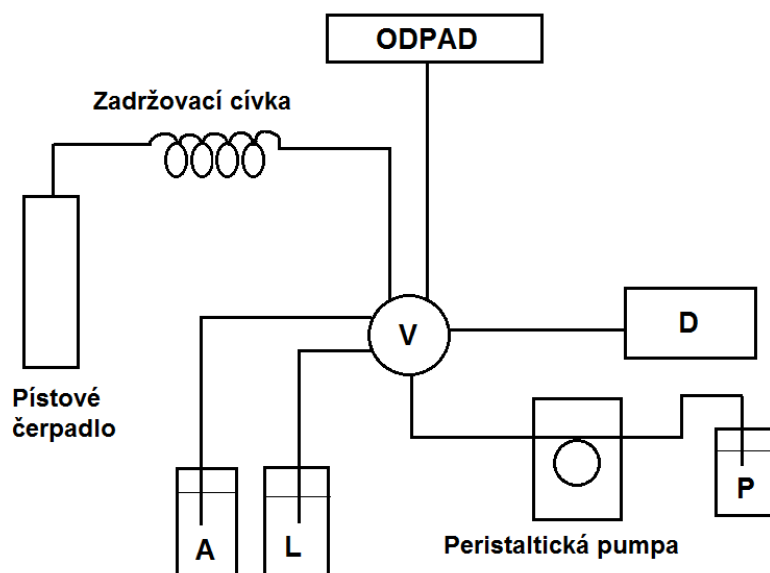 ODPAD
Zadržovací cívka
V
D
Pístové
čerpadlo
A
L
P
Peristaltická pumpa